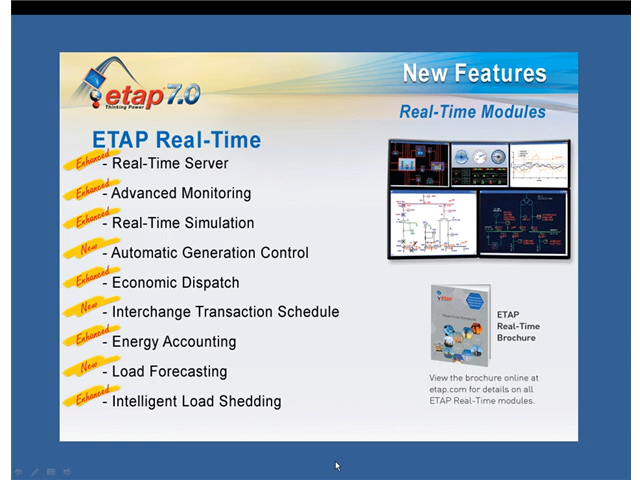 etap 7.0
Thinking Power
New Features
Real-Time Modules
ETAP Real-Time
Enhanced - Real-Time Server
Enhanced - Advanced Monitoring
Enhanced - Real-Time Simulation
New - Automatic Generation Control
Enhanced - Economic Dispatch
New - Interchange Transaction Schedule
Enhanced - Energy Accounting
New - Load Forecasting
Enhanced - Intelligent Load Shedding
ETAP
ETAP
Real-Time
Brochure
View the brochure online at
etap.com for details on all
ETAP Real-Time modules.